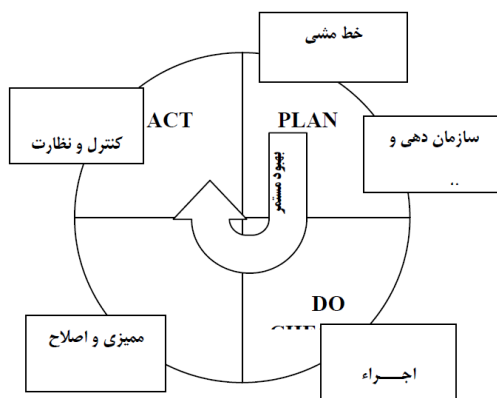 خط مشی
ACT
PLAN
کنترل و نظارت
سازمان دهی و
..
بهبود مستمر
DO
ممیزی و اصلاح
اجـــراء